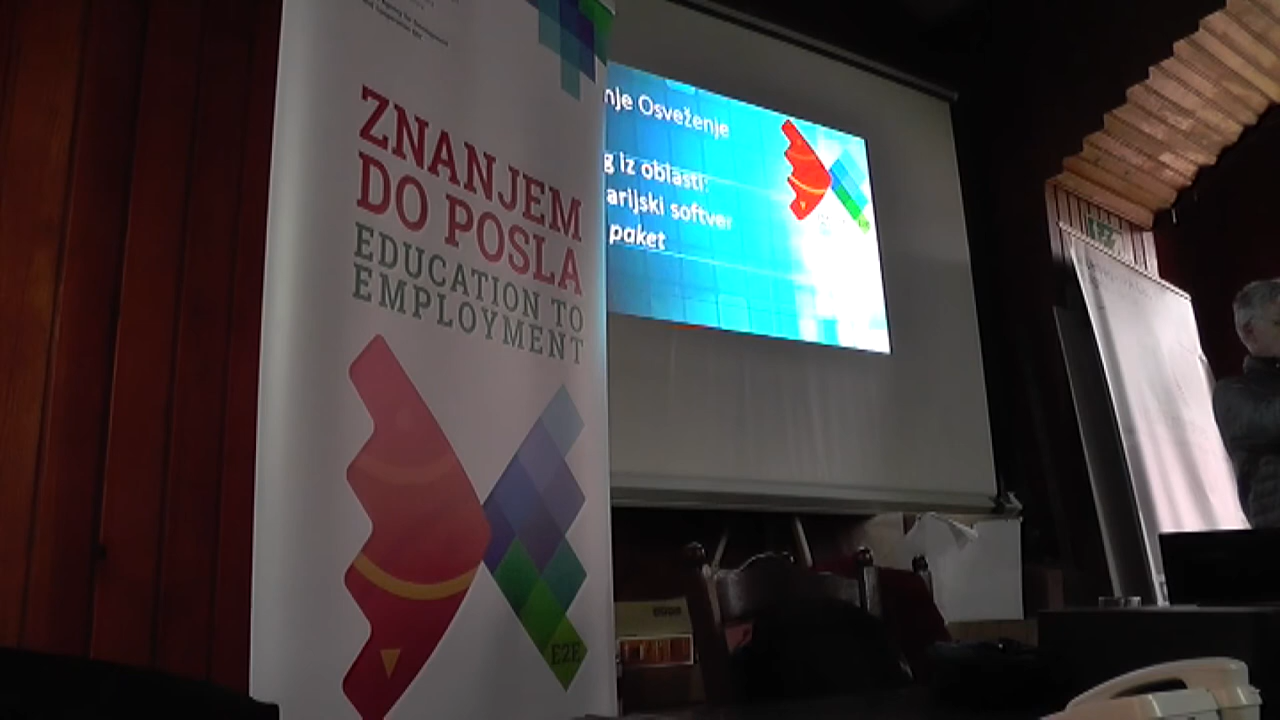 ZNANJEM
DO POSLA
EDUCATION TO
EMPLOYMENT
E2E
nje Osveženje
g iz oblasti:
arijski softver
paket